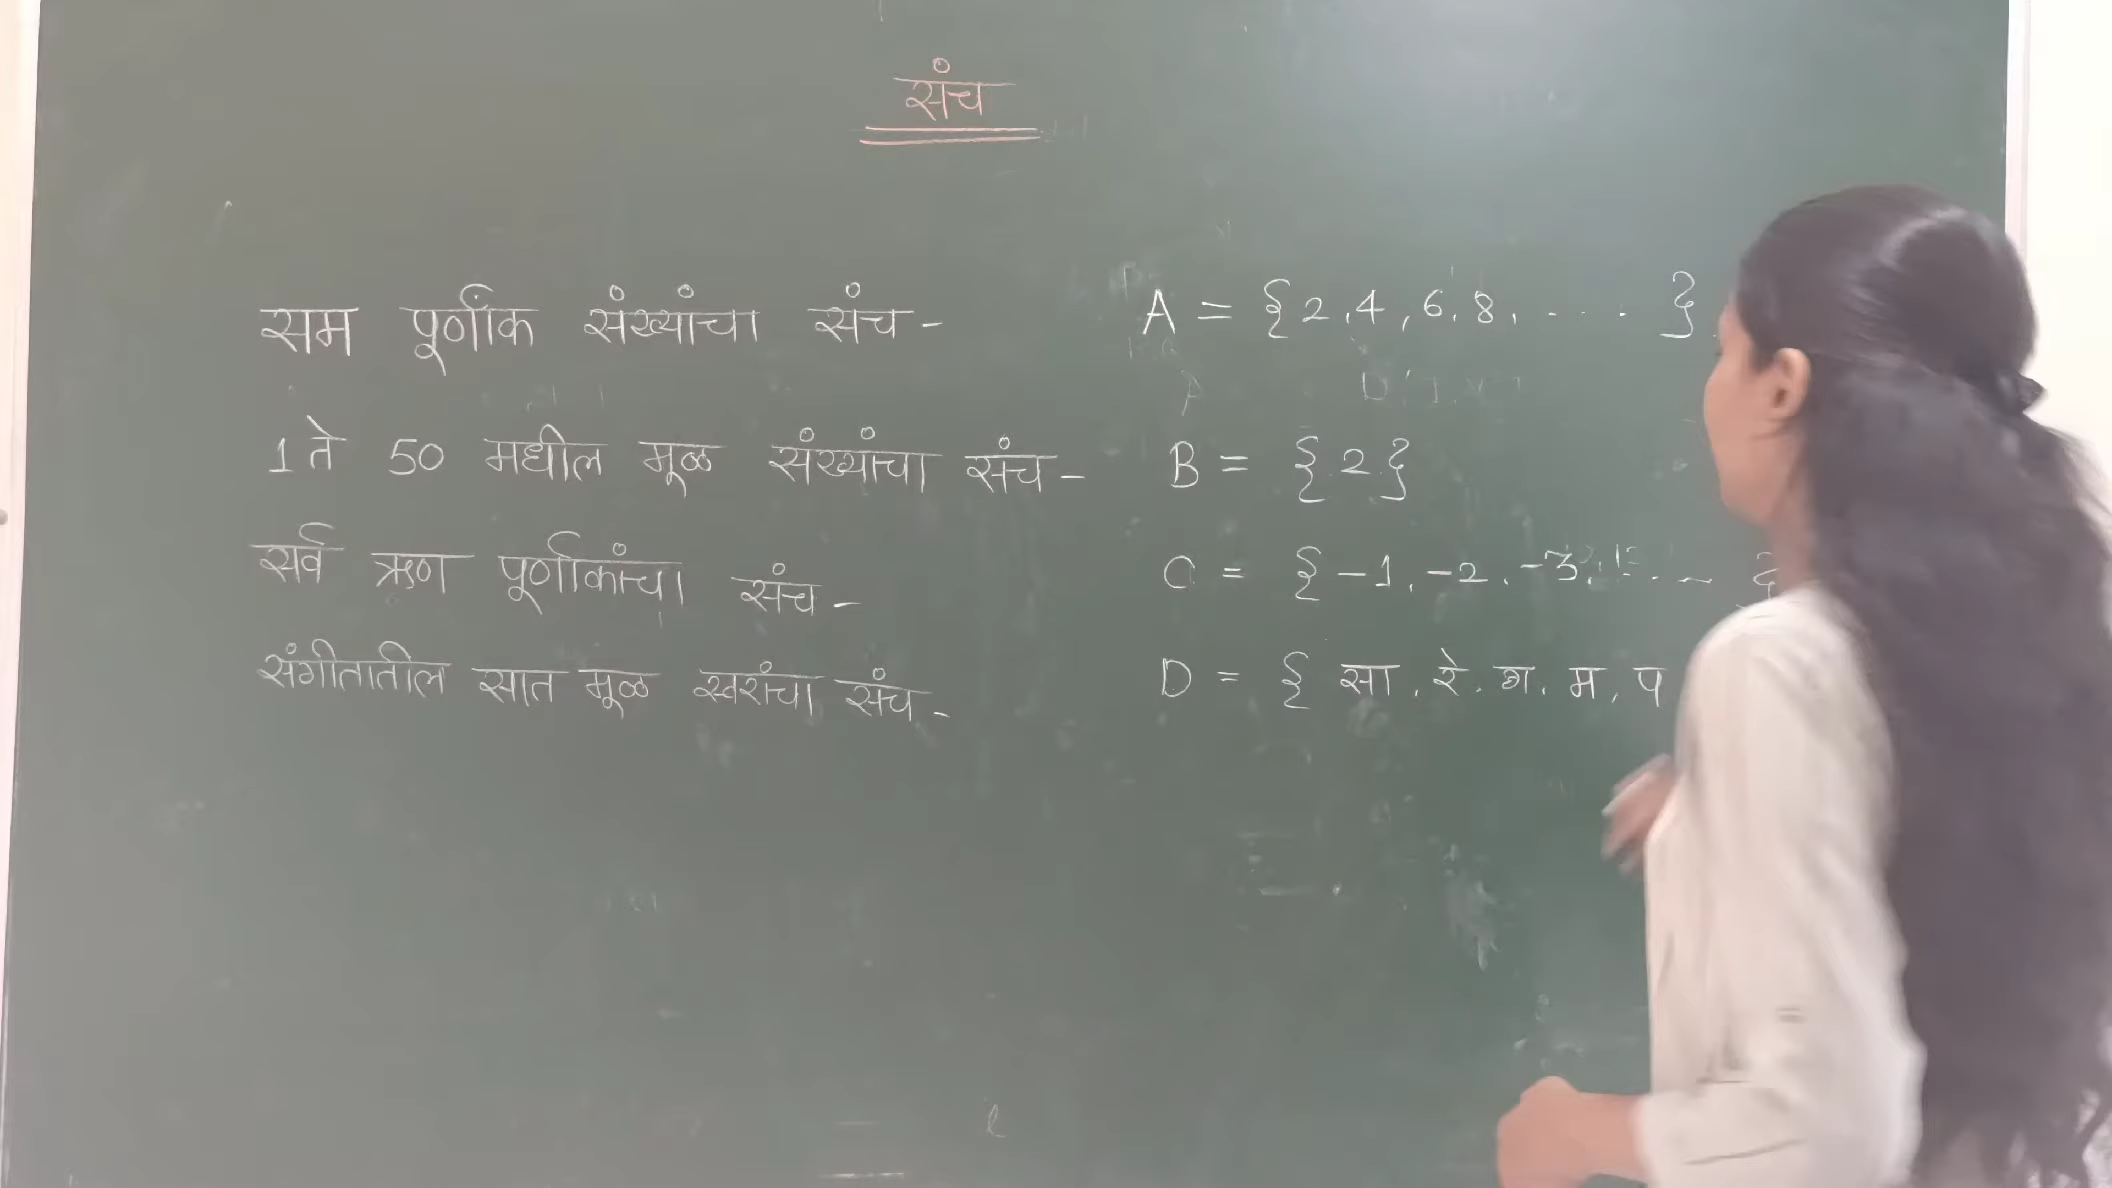 संच
सम पूर्णांक संख्यांचा संच - A = {2, 4, 6, 8, .... }
1 ते 50 मधील मूळ संख्यांचा संच - B = {2}
सर्व ऋण पूर्णांकांचा संच - C = {-1, -2, -3, ... }
संगीतातील सात मूळ स्वरांचा संच - D = { सा, रे, ग, म, प